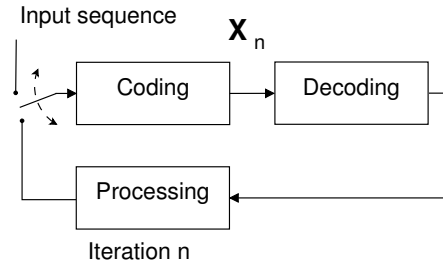 Input sequence
X n
Coding
Decoding
Processing
Iteration n